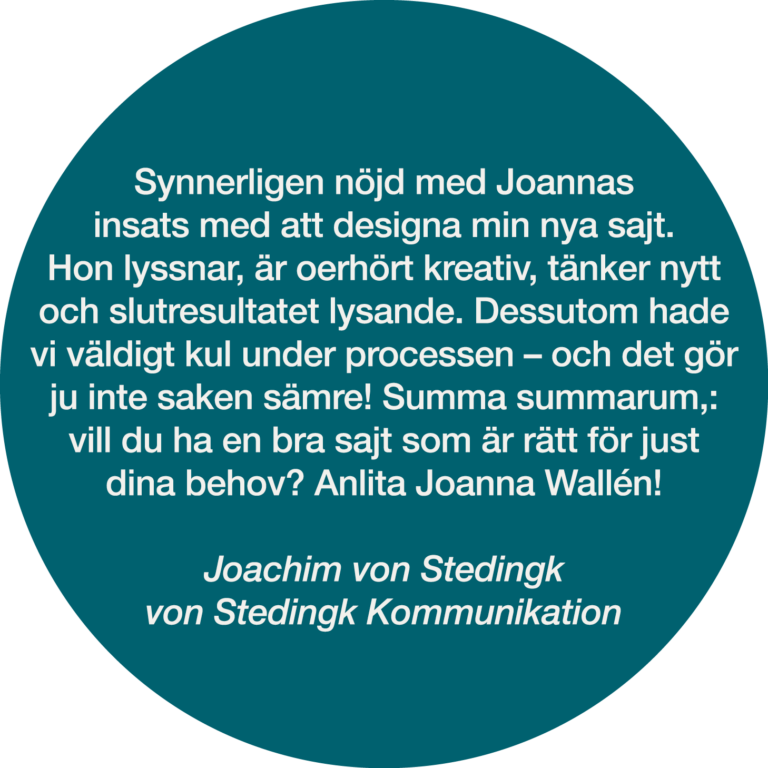 Synnerligen nöjd med Joannas
insats med att designa min nya sajt.
Hon lyssnar, är oerhört kreativ, tänker nytt
och slutresultatet lysande. Dessutom hade
vi väldigt kul under processen – och det gör
ju inte saken sämre! Summa summarum,:
vill du ha en bra sajt som är rätt för just
dina behov? Anlita Joanna Wallén!
Joachim von Stedingk
von Stedingk Kommunikation